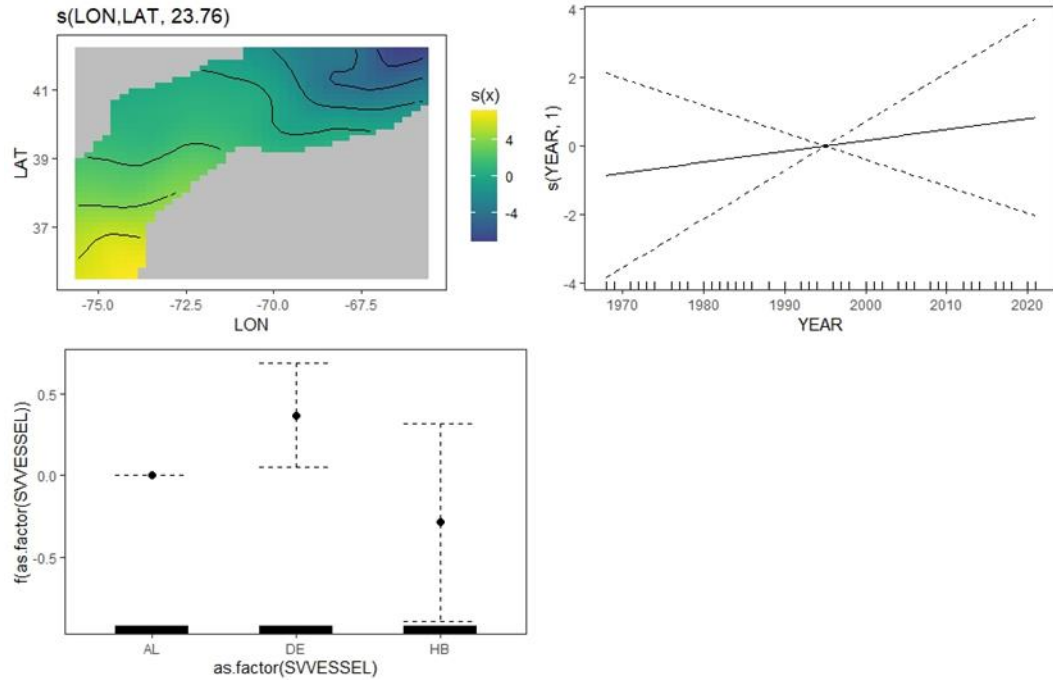 s(LON,LAT, 23.76)
41
39
37
LAT
-75.0
-72.5
-70.0
-67.5
LON
s(x)
4
0
-4
4
2
0
-2
-4
s(YEAR, 1)
1970
1980
1990
2000
2010
2020
YEAR
0.5
0.0
-0.5
f(as.factor(SVVESSEL))
AL
DE
HB
as.factor(SVVESSEL)